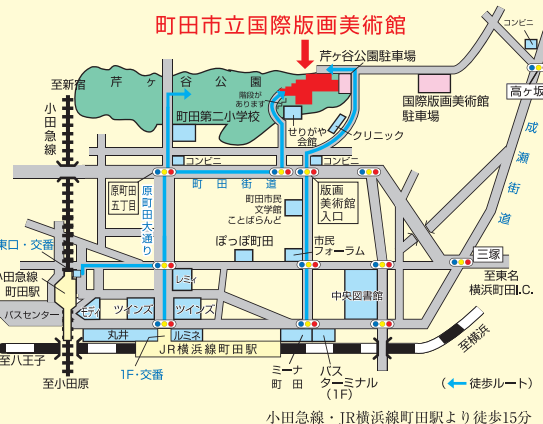 町田市立国際版画美術館
コンビニ
芹ヶ谷公園駐車場
至新宿
芹ヶ谷公園
階段が
あります
高ヶ坂
小田急線
町田第二小学校
せりがや
会館
クリニック
国際版画美術館
駐車場
成瀬街道
コンビニ
コンビニ
町田街道
原町田
五丁目
原町田大通り
版画
美術館
入口
町田市民
文学館
ことばらんど
東口・交番
ぽっぽ町田
市民
フォーラム
三塚
小田急線
町田駅
レミィ
至東名
横浜町田I.C.
中央図書館
モディ
ツインズ
ツインズ
バスセンター
丸井
ルミネ
至横浜
JR横浜線町田駅
至八王子
1F・交番
ミーナ
町田
バス
ターミナル
(1F)
至小田原
(徒歩ルート)
小田急線・JR横浜線町田駅より徒歩15分